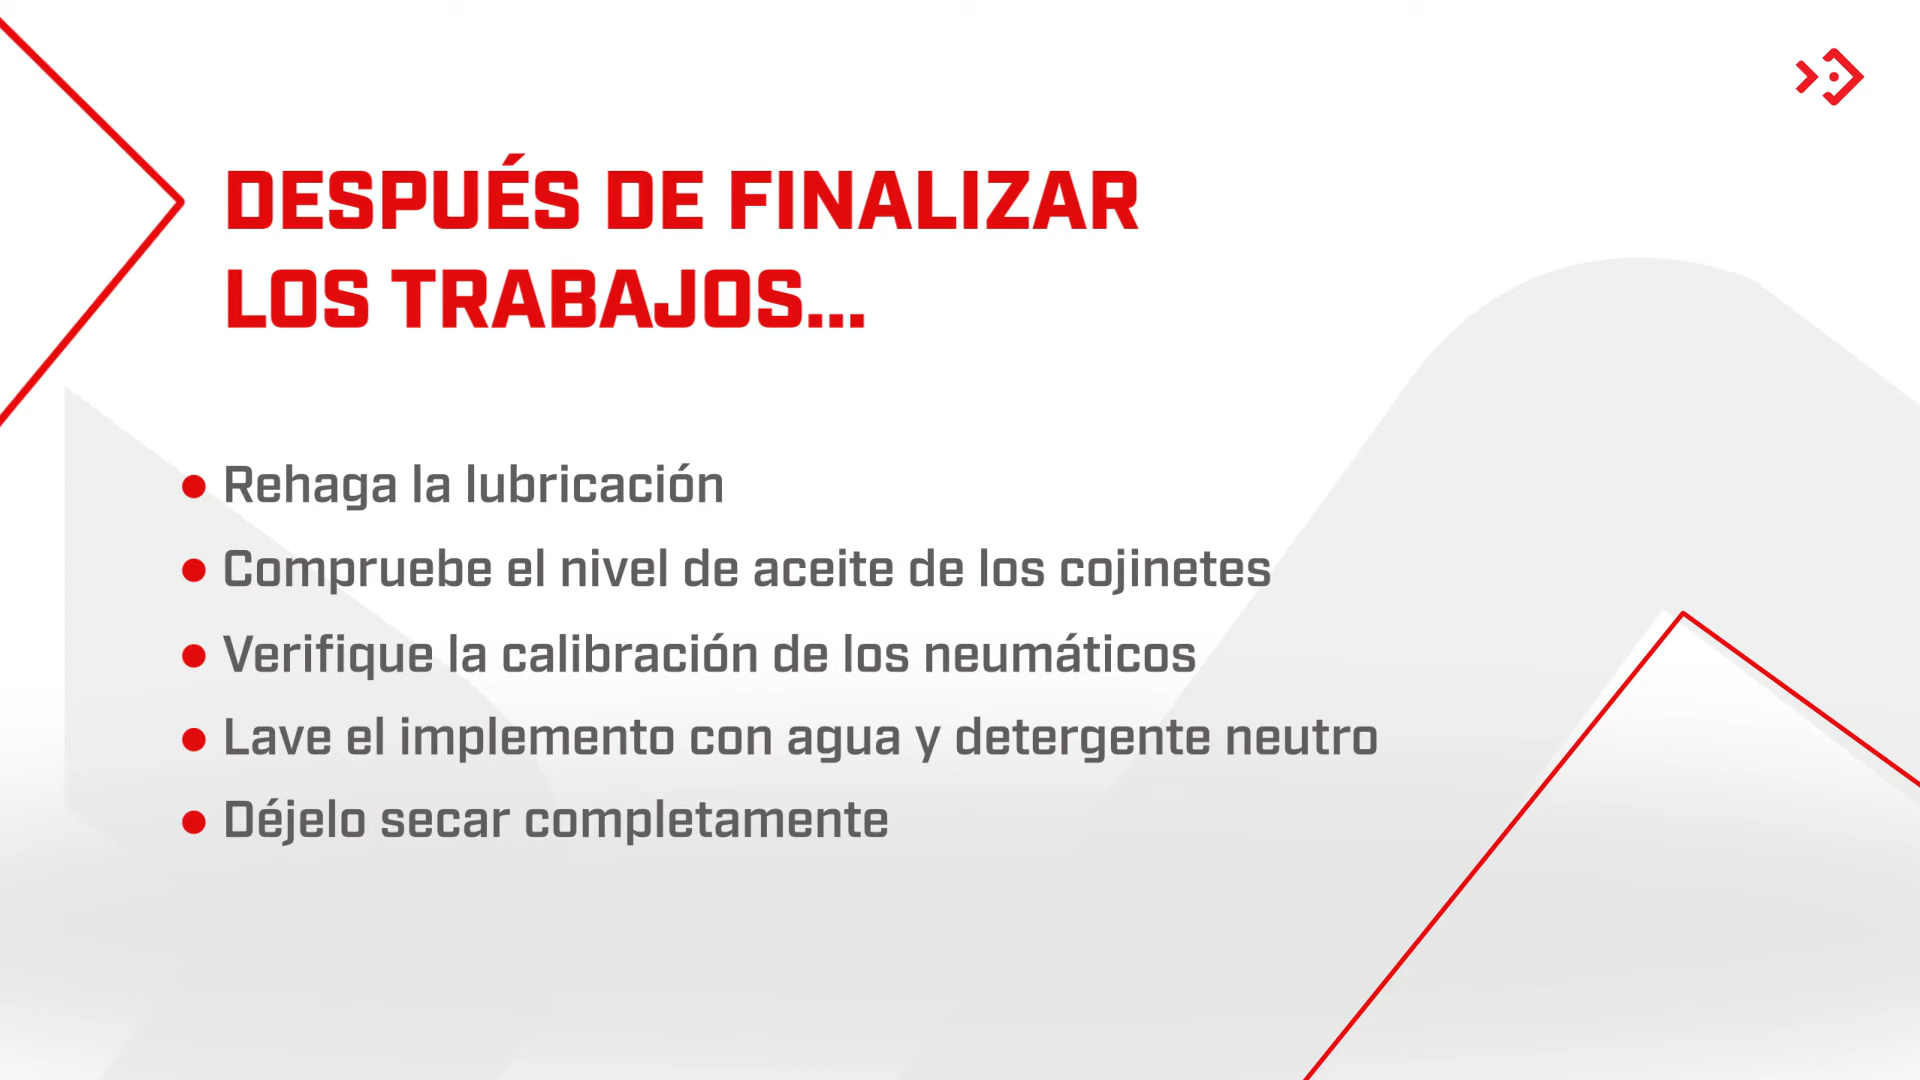 DESPUÉS DE FINALIZAR
LOS TRABAJOS...
Rehaga la lubricación
Compruebe el nivel de aceite de los cojinetes
Verifique la calibración de los neumáticos
Lave el implemento con agua y detergente neutro
Déjelo secar completamente